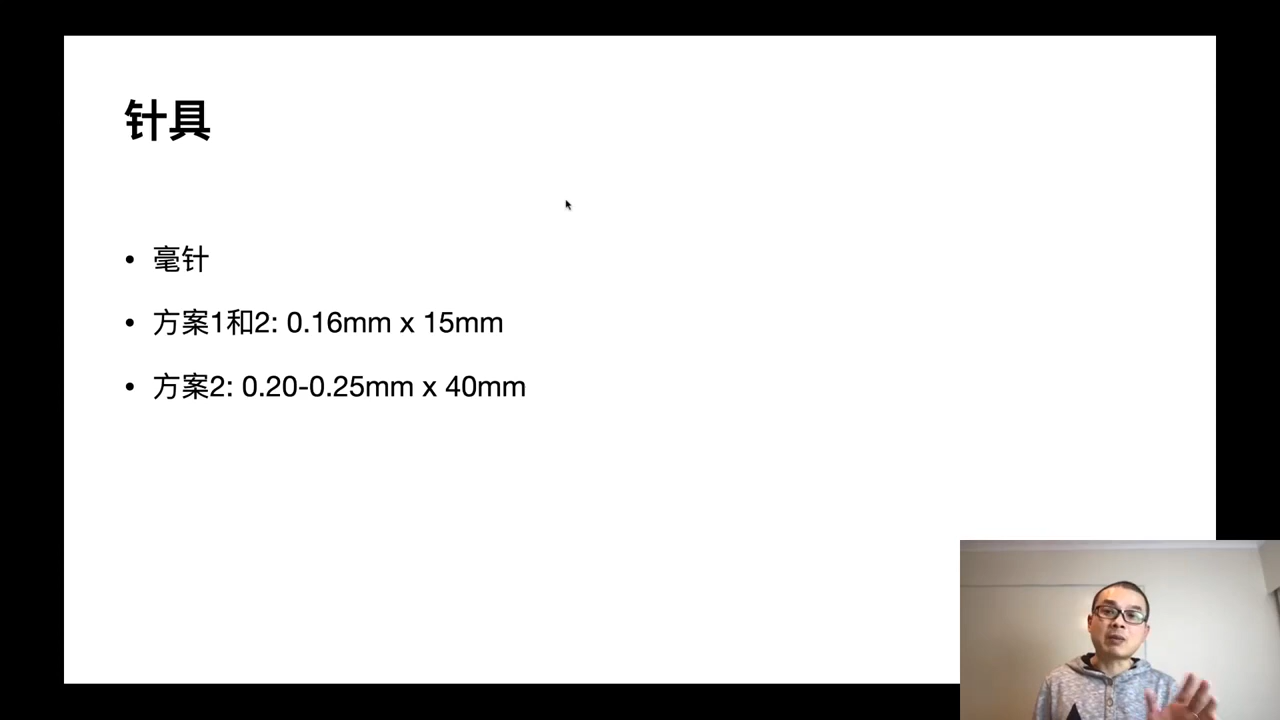 针具
• 毫针
• 方案1和2: 0.16mm x 15mm
• 方案2: 0.20-0.25mm x 40mm